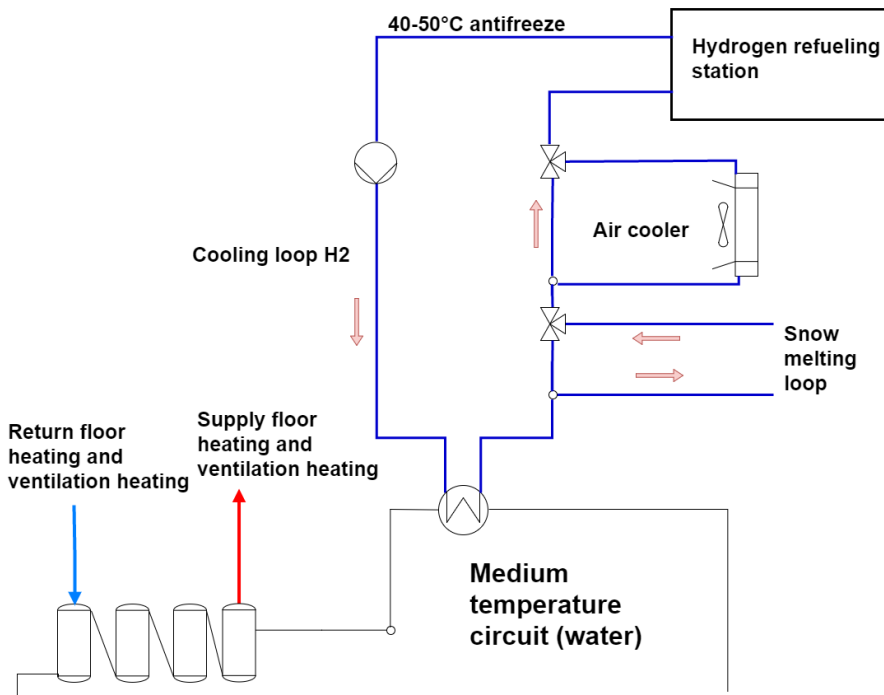 40-50°C antifreeze
Hydrogen refueling
station
Air cooler
Cooling loop H2
Snow
melting
loop
Return floor
heating and
ventilation heating
Supply floor
heating and
ventilation heating
Medium
temperature
circuit (water)